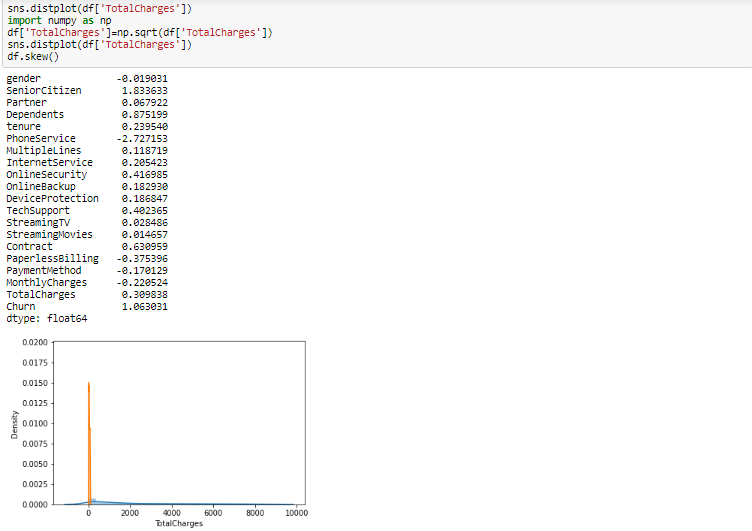 sns.distplot(df['TotalCharges'])
import numpy as np
df['TotalCharges']=np.sqrt(df['TotalCharges'])
sns.distplot(df['TotalCharges'])
df.skew()
gender -0.019031
SeniorCitizen 1.833633
Partner 0.067922
Dependents 0.875199
tenure 0.239540
PhoneService -2.727153
MultipleLines 0.118719
InternetService 0.205423
OnlineSecurity 0.416985
OnlineBackup 0.182930
DeviceProtection 0.186847
TechSupport 0.402365
StreamingTV 0.028486
StreamingMovies 0.014657
Contract 0.630959
PaperlessBilling -0.375396
PaymentMethod -0.170129
MonthlyCharges -0.220524
TotalCharges 0.309838
Churn 1.063031
dtype: float64
0.0200
0.0175
0.0150
0.0125
0.0100
0.0075
0.0050
0.0025
0.0000
Density
0 2000 4000 6000 8000 10000
TotalCharges